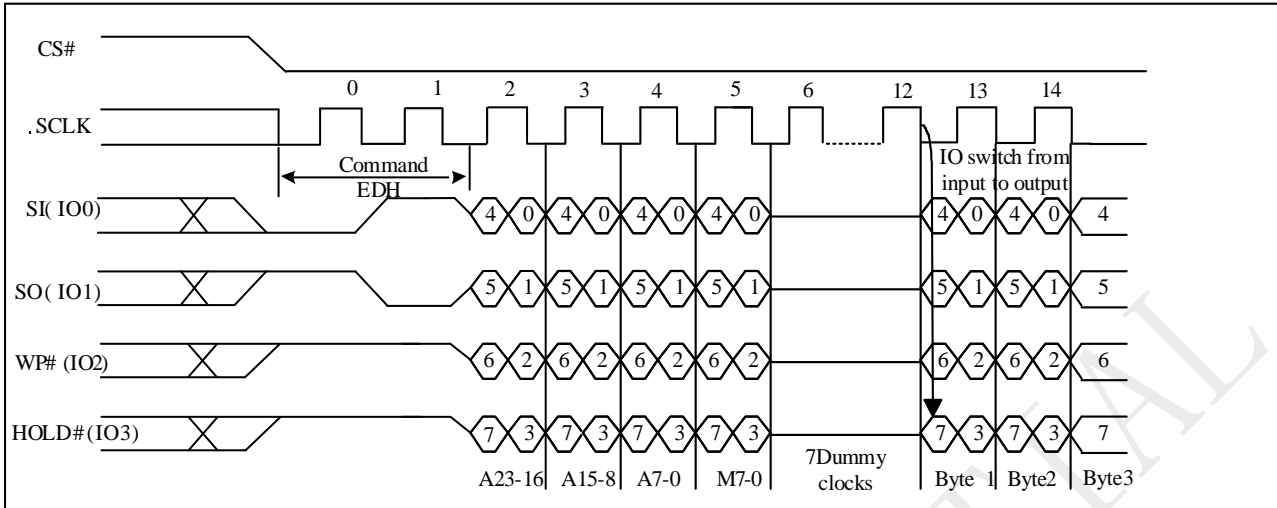 CS#
0 1 2 3 4 5 6 12 13 14
.SCLK
Command
EDH
IO switch from
input to output
SI( IO0)
4 0 4 0 4 0 4 0 4 0 4 0 4
SO( IO1)
5 1 5 1 5 1 5 1 5 1 5 1 5
WP# (IO2)
6 2 6 2 6 2 6 2 6 2 6 2 6
HOLD# (IO3)
7 3 7 3 7 3 7 3 7 3 7 3 7
A23-16 A15-8 A7-0 M7-0
7Dummy
clocks
Byte 1 Byte2 Byte3